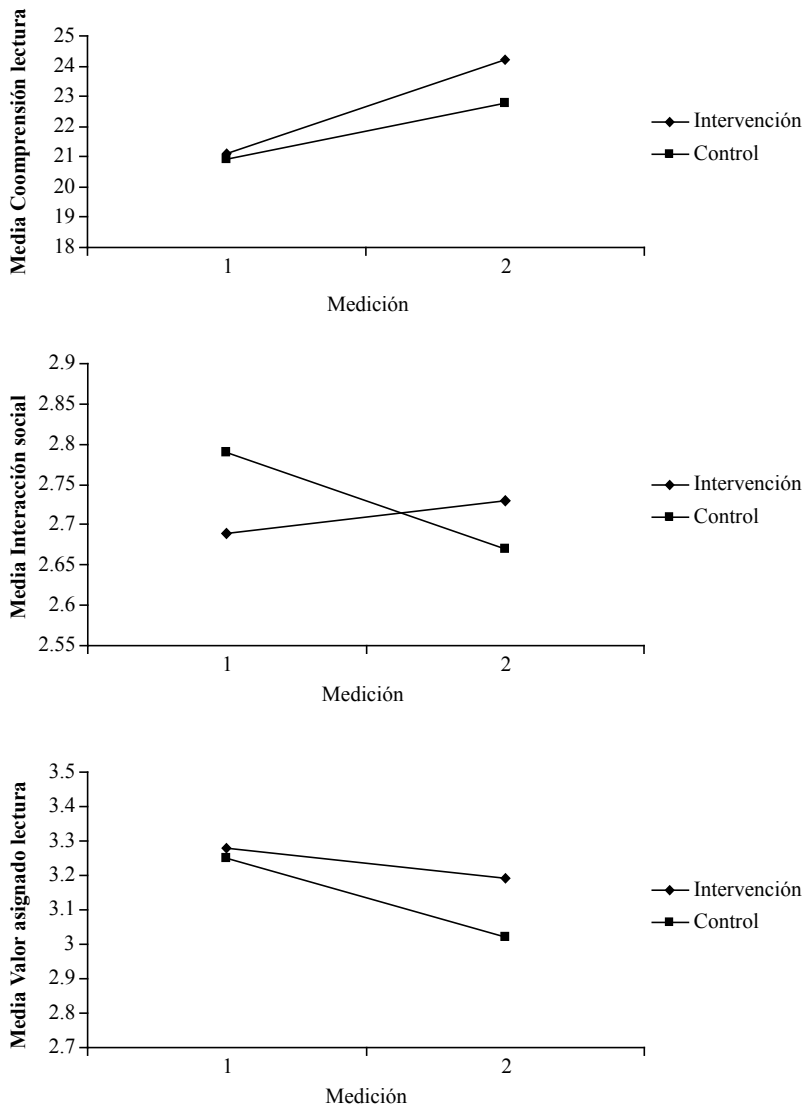 Media Coomprensión lectura
25
24
23
22
21
20
19
18
1
2
Medición
Intervención
Control
Media Interacción social
2.9
2.85
2.8
2.75
2.7
2.65
2.6
2.55
1
2
Medición
Intervención
Control
Media Valor asignado lectura
3.5
3.4
3.3
3.2
3.1
3
2.9
2.8
2.7
1
2
Medición
Intervención
Control